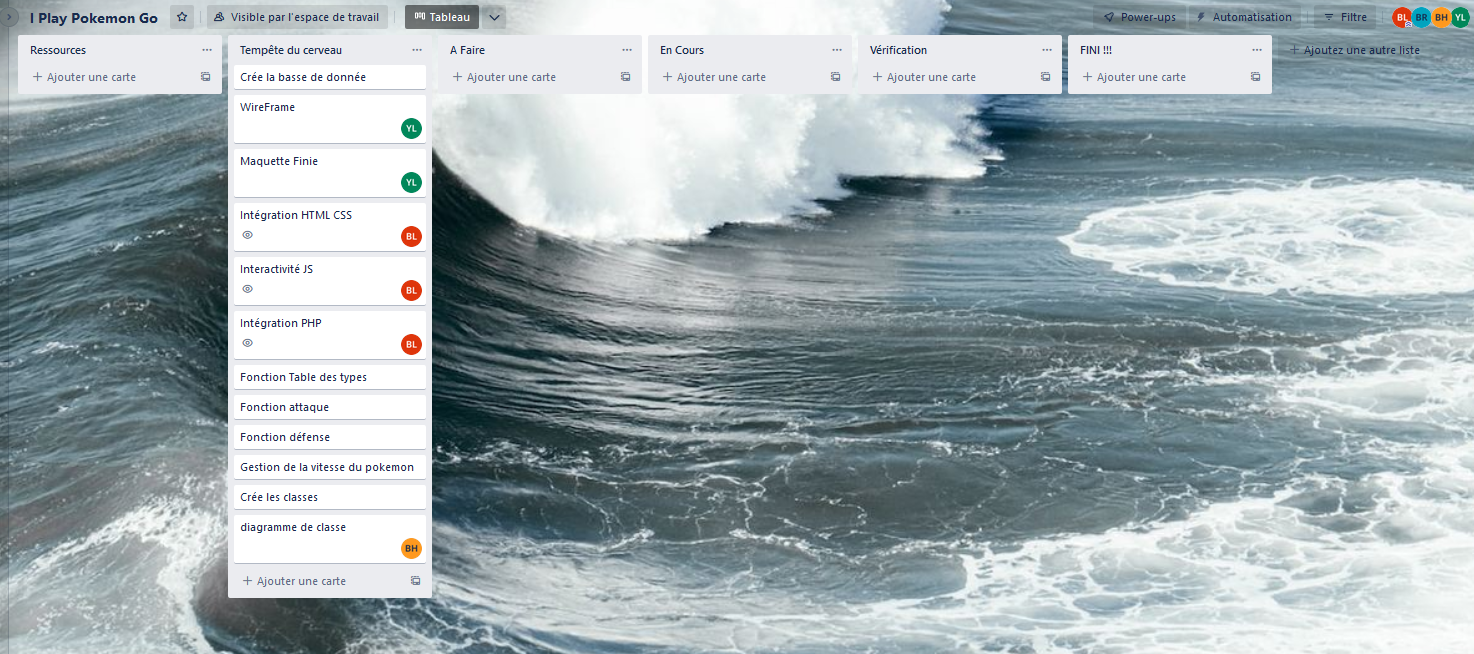 I Play Pokemon Go
Visible par l'espace de travail
Tableau
Power-ups
Automatisation
Filtre
BL
BR
BH
YL
Ressources
Ajouter une carte
Tempête du cerveau
Crée la basse de donnée
WireFrame
YL
Maquette Finie
YL
Intégration HTML CSS
BL
Interactivité JS
BL
Intégration PHP
BL
Fonction Table des types
Fonction attaque
Fonction défense
Gestion de la vitesse du pokemon
Crée les classes
diagramme de classe
BH
Ajouter une carte
A Faire
Ajouter une carte
En Cours
Ajouter une carte
Vérification
Ajouter une carte
FINI !!!
Ajouter une carte
Ajoutez une autre liste